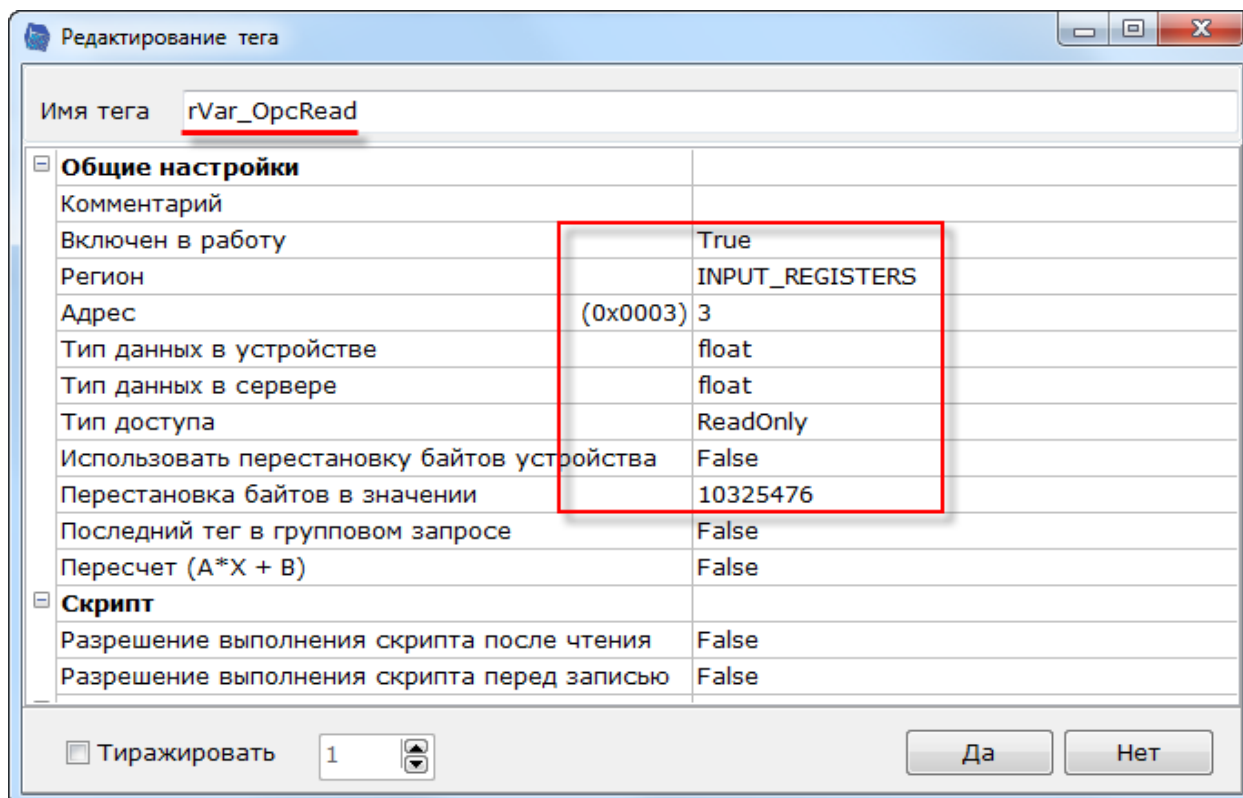 Редактирование тега
Имя тега rVar_OpcRead
Общие настройки
Комментарий
Включен в работу True
Регион INPUT_REGISTERS
Адрес (0x0003) 3
Тип данных в устройстве float
Тип данных в сервере float
Тип доступа ReadOnly
Использовать перестановку байтов устройства False
Перестановка байтов в значении 10325476
Последний тег в групповом запросе False
Пересчет (A*X + B) False
Скрипт
Разрешение выполнения скрипта после чтения False
Разрешение выполнения скрипта перед записью False
Тиражировать 1 Да Нет